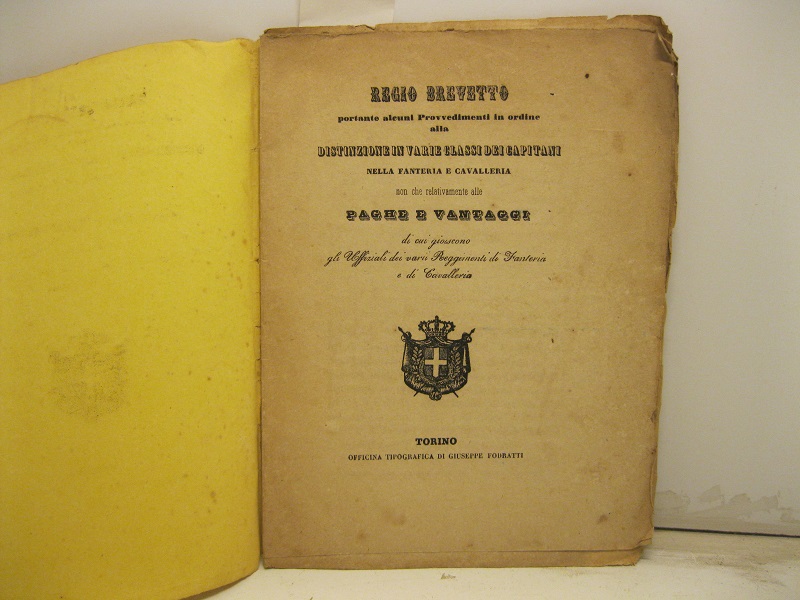 REGIO BREVETTO
portante alcuni Provvedimenti in ordine
alla
DISTINZIONE IN VARIE CLASSI DEI CAPITANI
NELLA FANTERIA E CAVALLERIA
non che relativamente alle
PAGHE E VANTAGGI
di cui gioiscono
gli Uffiziali dei varii Reggimenti di Fanteria
e di Cavalleria
TORINO
OFFICINA TIPOGRAFICA DI GIUSEPPE FODRATTI